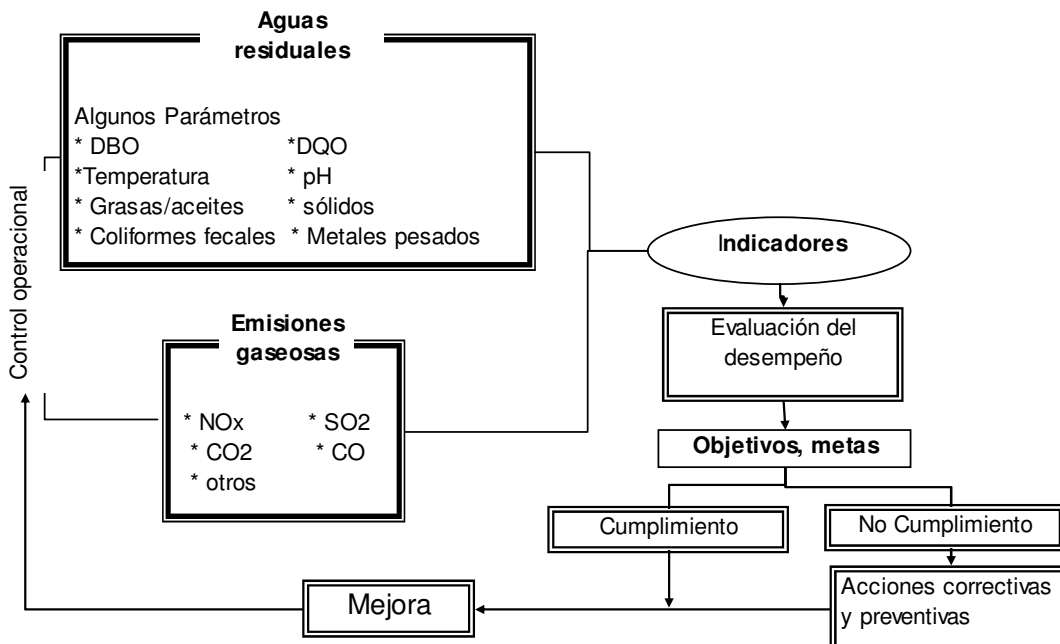 Aguas
residuales
Algunos Parámetros
* DBO *DQO
*Temperatura * pH
* Grasas/aceites * sólidos
* Coliformes fecales * Metales pesados
Control operacional
Emisiones
gaseosas
* NOx * SO2
* CO2 * CO
* otros
Indicadores
Evaluación del
desempeño
Objetivos, metas
Cumplimiento
No Cumplimiento
Acciones correctivas
y preventivas
Mejora